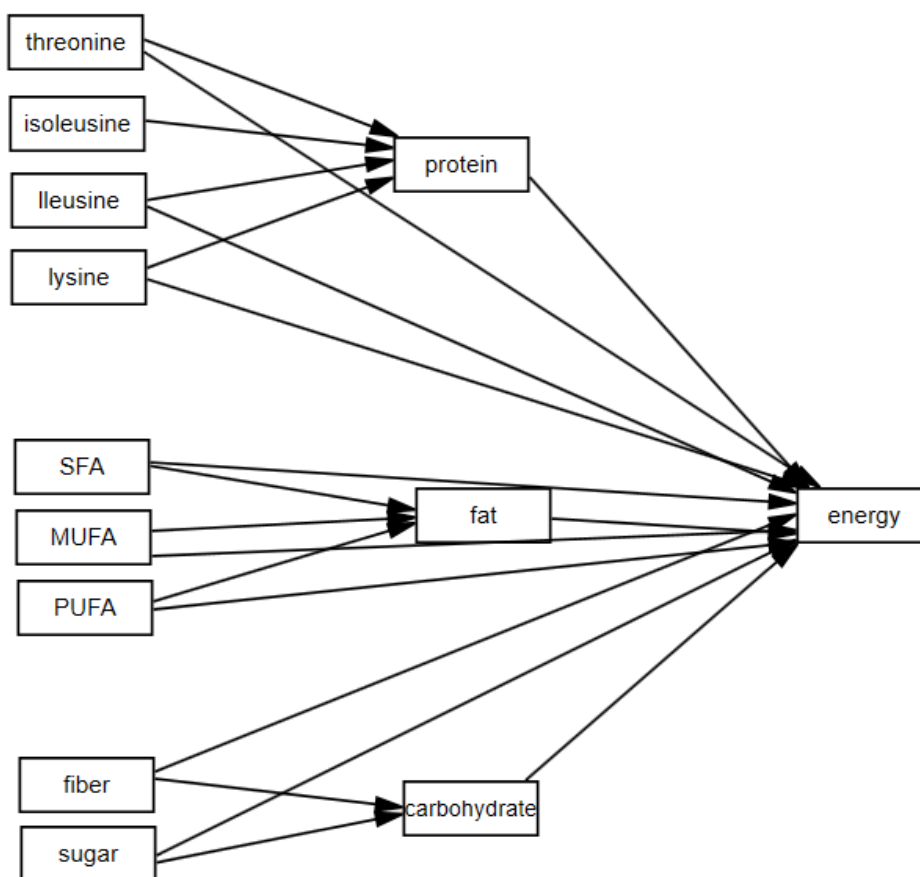 threonine
isoleusine
lleusine
lysine
protein
SFA
MUFA
PUFA
fat
energy
fiber
sugar
carbohydrate